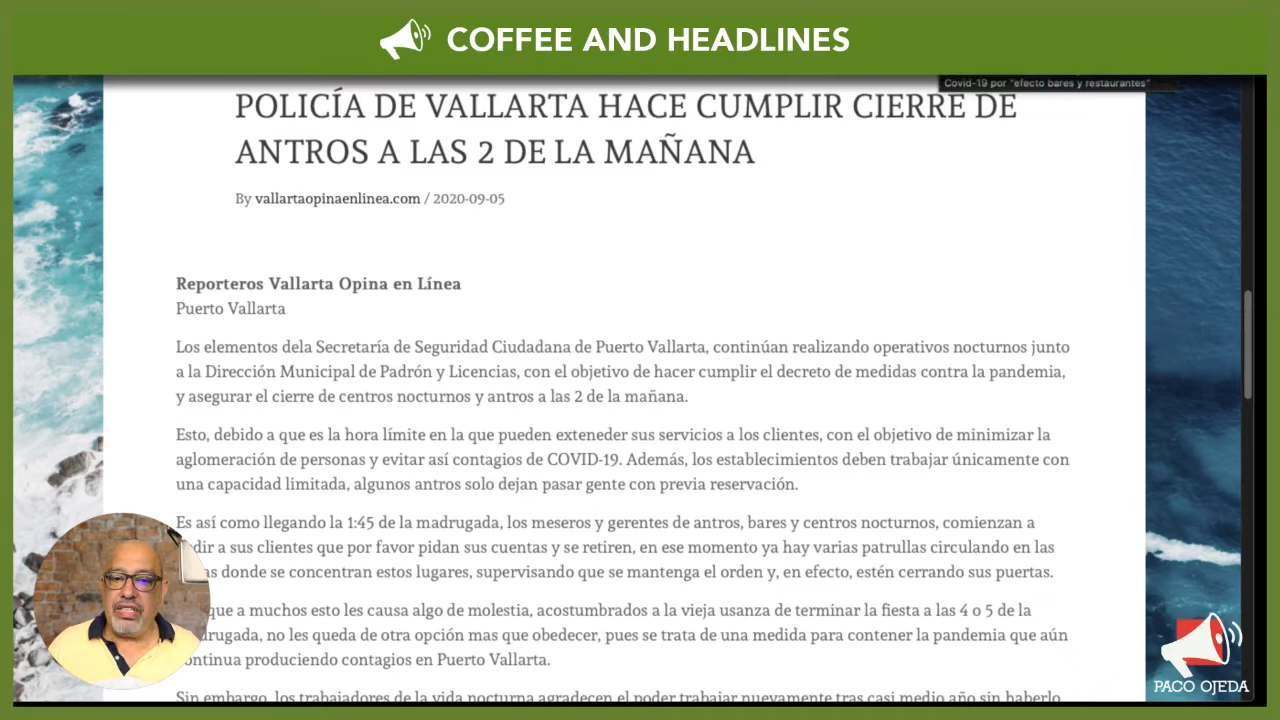 COFFEE AND HEADLINES
Covid-19 por "efecto bares y restaurantes"
POLICÍA DE VALLARTA HACE CUMPLIR CIERRE DE
ANTROS A LAS 2 DE LA MAÑANA
By vallartaopinaenlinea.com / 2020-09-05
Reporteros Vallarta Opina en Línea
Puerto Vallarta
Los elementos dela Secretaría de Seguridad Ciudadana de Puerto Vallarta, continúan realizando operativos nocturnos junto
a la Dirección Municipal de Padrón y Licencias, con el objetivo de hacer cumplir el decreto de medidas contra la pandemia,
y asegurar el cierre de centros nocturnos y antros a las 2 de la mañana.
Esto, debido a que es la hora límite en la que pueden exteneder sus servicios a los clientes, con el objetivo de minimizar la
aglomeración de personas y evitar así contagios de COVID-19. Además, los establecimientos deben trabajar únicamente con
una capacidad limitada, algunos antros solo dejan pasar gente con previa reservación.
Es así como llegando la 1:45 de la madrugada, los meseros y gerentes de antros, bares y centros nocturnos, comienzan a
dir a sus clientes que por favor pidan sus cuentas y se retiren, en ese momento ya hay varias patrullas circulando en las
as donde se concentran estos lugares, supervisando que se mantenga el orden y, en efecto, estén cerrando sus puertas.
que a muchos esto les causa algo de molestia, acostumbrados a la vieja usanza de terminar la fiesta a las 4 o 5 de la
drugada, no les queda de otra opción mas que obedecer, pues se trata de una medida para contener la pandemia que aún
ontinua produciendo contagios en Puerto Vallarta.
Sin embargo, los trabajadores de la vida nocturna agradecen el poder trabajar nuevamente tras casi medio año sin haberlo
PACO OJEDA